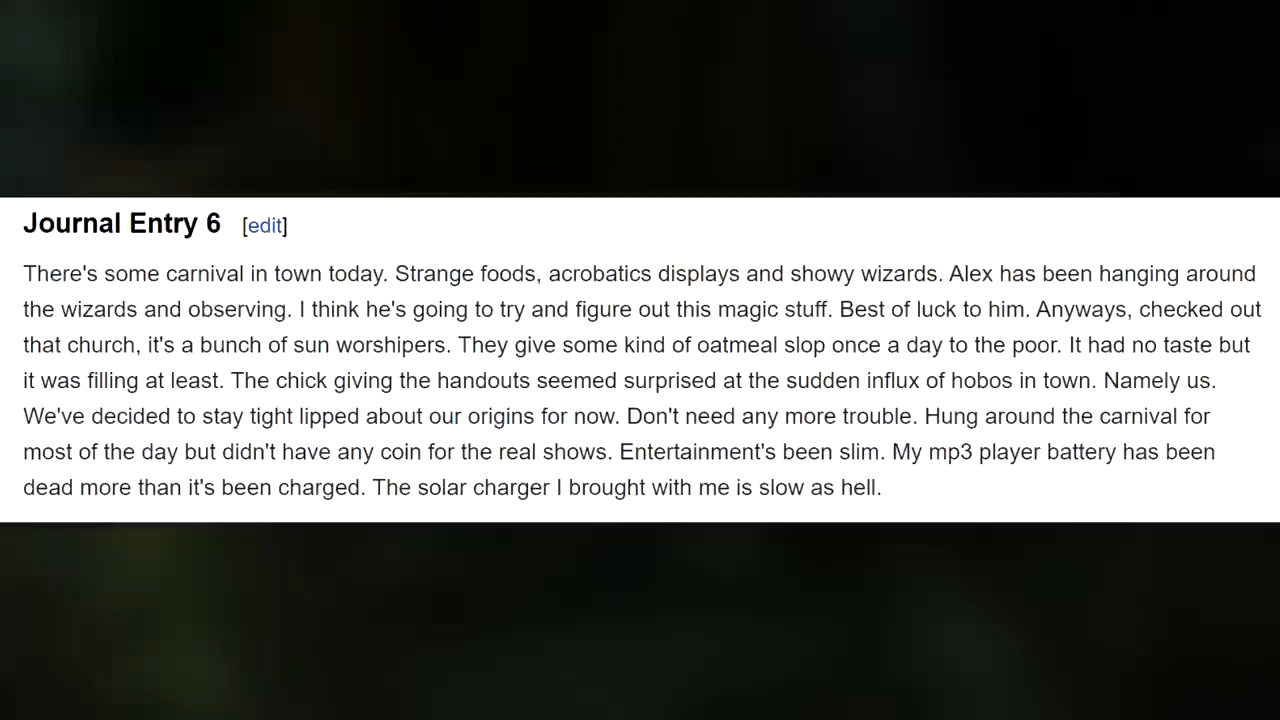 Journal Entry 6 [edit]
There's some carnival in town today. Strange foods, acrobatics displays and showy wizards. Alex has been hanging around
the wizards and observing. I think he's going to try and figure out this magic stuff. Best of luck to him. Anyways, checked out
that church, it's a bunch of sun worshipers. They give some kind of oatmeal slop once a day to the poor. It had no taste but
it was filling at least. The chick giving the handouts seemed surprised at the sudden influx of hobos in town. Namely us.
We've decided to stay tight lipped about our origins for now. Don't need any more trouble. Hung around the carnival for
most of the day but didn't have any coin for the real shows. Entertainment's been slim. My mp3 player battery has been
dead more than it's been charged. The solar charger I brought with me is slow as hell.